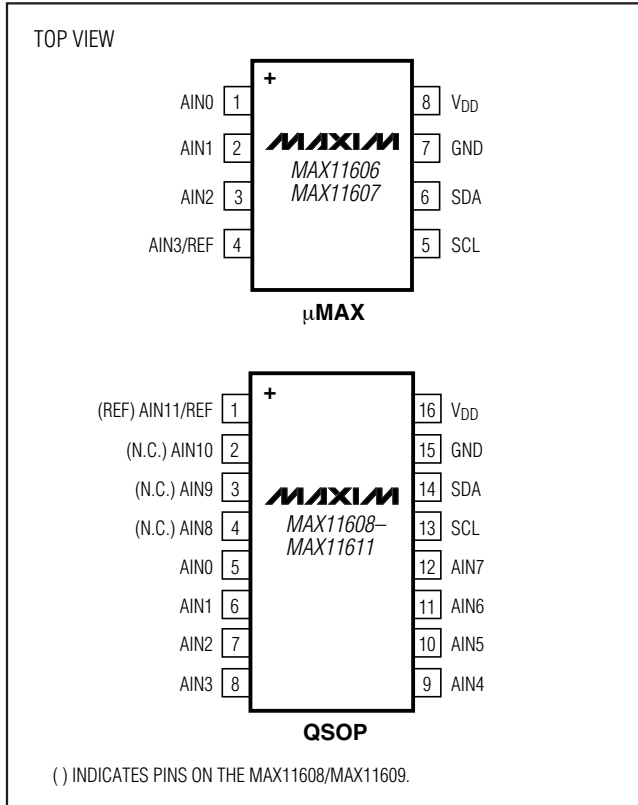 TOP VIEW
+
AIN0 1
8 VDD
AIN1 2
MAXIM
7 GND
MAX11606
MAX11607
AIN2 3
6 SDA
AIN3/REF 4
5 SCL
μMAX
+
(REF) AIN11/REF 1
16 VDD
(N.C.) AIN10 2
15 GND
(N.C.) AIN9 3
MAXIM
14 SDA
(N.C.) AIN8 4
MAX11608–
MAX11611
13 SCL
AIN0 5
12 AIN7
AIN1 6
11 AIN6
AIN2 7
10 AIN5
AIN3 8
9 AIN4
QSOP
( ) INDICATES PINS ON THE MAX11608/MAX11609.